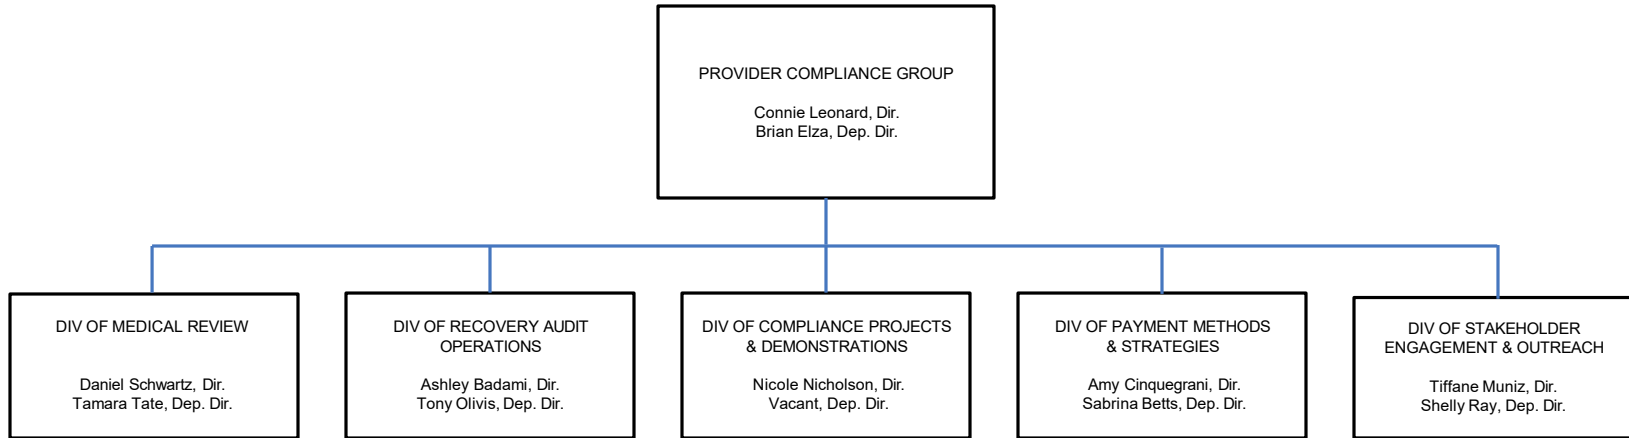 PROVIDER COMPLIANCE GROUP
Connie Leonard, Dir.
Brian Elza, Dep. Dir.
DIV OF MEDICAL REVIEW
Daniel Schwartz, Dir.
Tamara Tate, Dep. Dir.
DIV OF RECOVERY AUDIT
OPERATIONS
Ashley Badami, Dir.
Tony Olivis, Dep. Dir.
DIV OF COMPLIANCE PROJECTS
& DEMONSTRATIONS
Nicole Nicholson, Dir.
Vacant, Dep. Dir.
DIV OF PAYMENT METHODS
& STRATEGIES
Amy Cinquegrani, Dir.
Sabrina Betts, Dep. Dir.
DIV OF STAKEHOLDER
ENGAGEMENT & OUTREACH
Tiffane Muniz, Dir.
Shelly Ray, Dep. Dir.